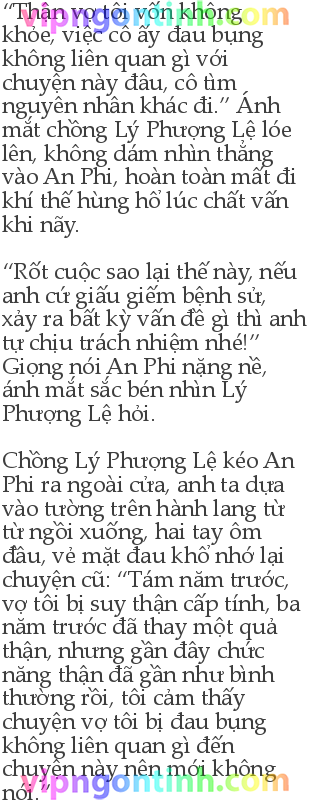 vipngontinh.com
“Thân vợ tôi vốn không
khỏe, việc cô ấy đau bụng
không liên quan gì với
chuyện này đâu, cô tìm
nguyên nhân khác đi.” Ánh
mắt chồng Lý Phượng Lệ lóe
lên, không dám nhìn thẳng
vào An Phi, hoàn toàn mất đi
khí thế hùng hổ lúc chất vấn
khi nãy.
“Rốt cuộc sao lại thế này, nếu
anh cứ giấu giếm bệnh sử,
xảy ra bất kỳ vấn đề gì thì anh
tự chịu trách nhiệm nhé!”
Giọng nói An Phi nặng nề,
ánh mắt sắc bén nhìn Lý
Phượng Lệ hỏi.
Chồng Lý Phượng Lệ kéo An
Phi ra ngoài cửa, anh ta dựa
vào tường trên hành lang từ
từ ngồi xuống, hai tay ôm
đầu, vẻ mặt đau khổ nhớ lại
chuyện cũ: “Tám năm trước,
vợ tôi bị suy thận cấp tính, ba
năm trước đã thay một quả
thận, nhưng gần đây chức
năng thận đã gần như bình
thường rồi, tôi cảm thấy
chuyện vợ tôi bị đau bụng
không liên quan gì đến
chuyện này nên mới không
nói.”
vipngontinh.com